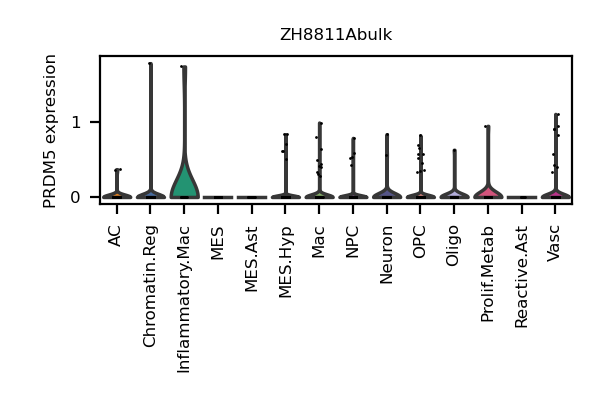 ZH8811Abulk
PRDM5 expression
1
0
AC
Chromatin.Reg
Inflammatory.Mac
MES
MES.Ast
MES.Hyp
Mac
NPC
Neuron
OPC
Oligo
Prolif.Metab
Reactive.Ast
Vasc